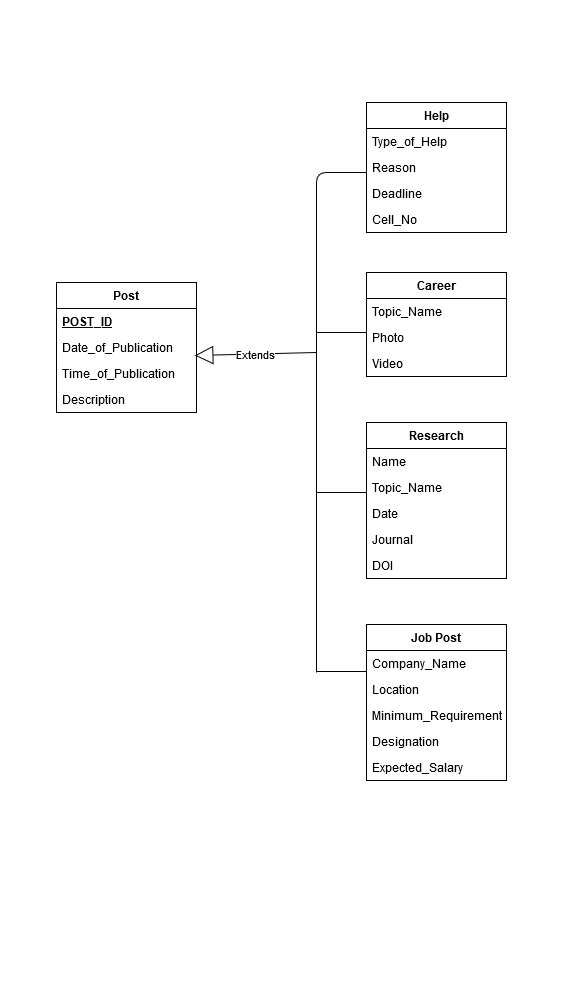 Help
Type_of_Help
Reason
Deadline
Cell_No
Career
Topic_Name
Photo
Video
Post
POST_ID
Date_of_Publication
Time_of_Publication
Description
Extends
Research
Name
Topic_Name
Date
Journal
DOI
Job Post
Company_Name
Location
Minimum_Requirement
Designation
Expected_Salary